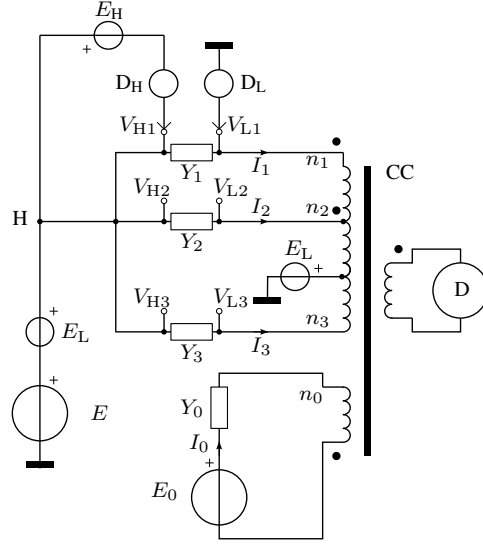 E_H
+
D_H
D_L
V_H1
V_L1
Y_1
I_1
n_1
CC
V_H2
V_L2
n_2
I_2
H
Y_2
E_L
+
D
V_H3
V_L3
+
E_L
n_3
Y_3
I_3
+
Y_0
n_0
E
I_0
+
E_0